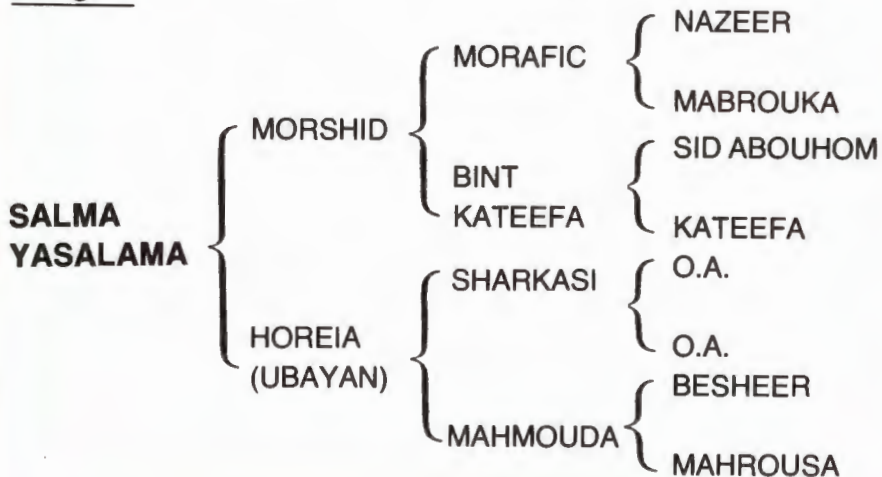 NAZEER
MORAFIC
MABROUKA
MORSHID
SID ABOUHOM
BINT
KATEEFA
KATEEFA
SALMA
YASALAMA
SHARKASI
O.A.
O.A.
HOREIA
(UBAYAN)
BESHEER
MAHMOUDA
MAHROUSA